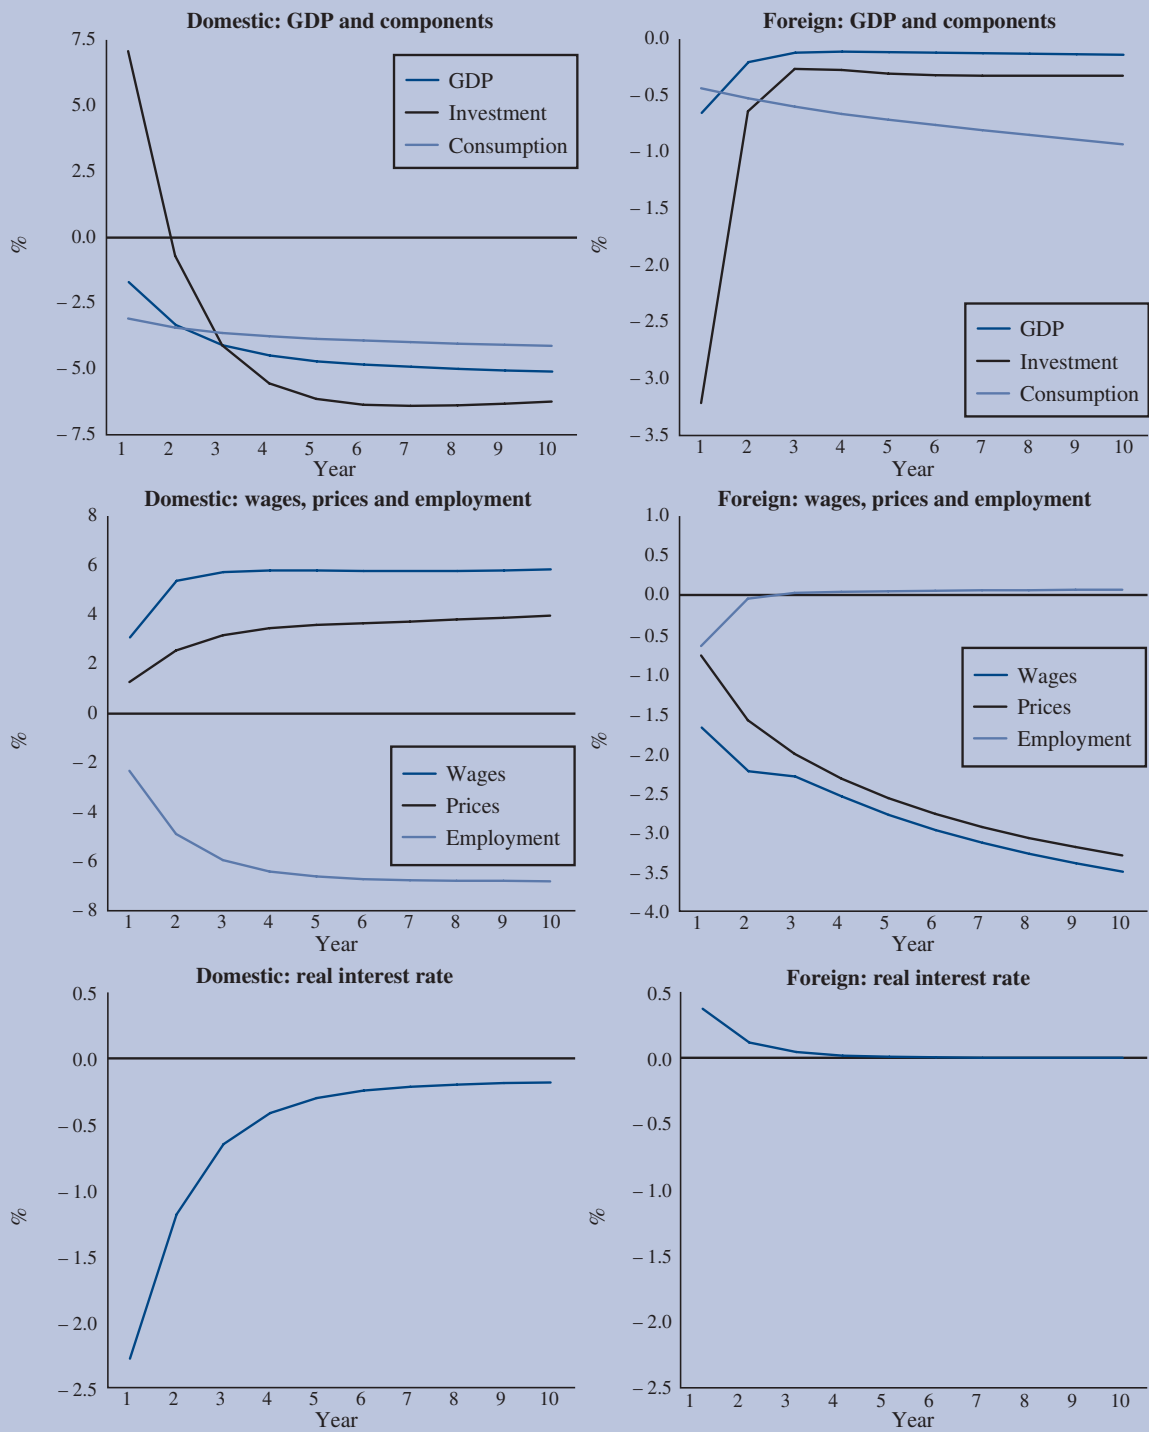 Domestic: GDP and components
7.5
5.0
2.5
0.0
– 2.5
– 5.0
– 7.5
%
GDP
Investment
Consumption
1 2 3 4 5 6 7 8 9 10
Year
Foreign: GDP and components
0.0
– 0.5
– 1.0
– 1.5
– 2.0
– 2.5
– 3.0
– 3.5
%
GDP
Investment
Consumption
1 2 3 4 5 6 7 8 9 10
Year
Domestic: wages, prices and employment
8
6
4
2
0
– 2
– 4
– 6
– 8
%
Wages
Prices
Employment
1 2 3 4 5 6 7 8 9 10
Year
Foreign: wages, prices and employment
1.0
0.5
0.0
– 0.5
– 1.0
– 1.5
– 2.0
– 2.5
– 3.0
– 3.5
– 4.0
%
Wages
Prices
Employment
1 2 3 4 5 6 7 8 9 10
Year
Domestic: real interest rate
0.5
0.0
– 0.5
– 1.0
– 1.5
– 2.0
– 2.5
%
1 2 3 4 5 6 7 8 9 10
Year
Foreign: real interest rate
0.5
0.0
– 0.5
– 1.0
– 1.5
– 2.0
– 2.5
%
1 2 3 4 5 6 7 8 9 10
Year